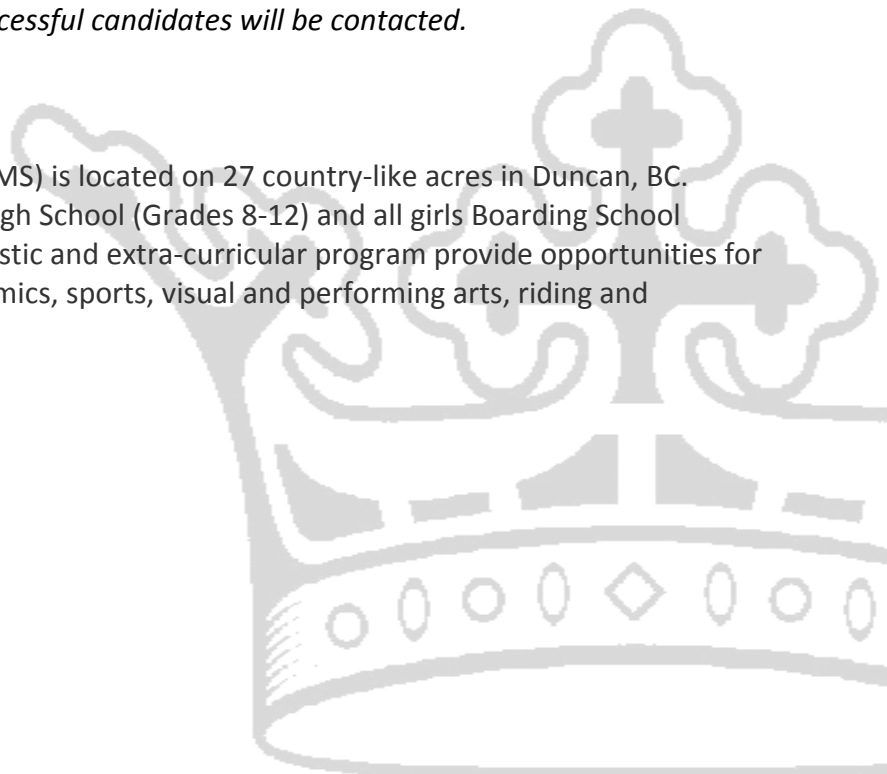 cessful candidates will be contacted.
MS) is located on 27 country-like acres in Duncan, BC.
gh School (Grades 8-12) and all girls Boarding School
stic and extra-curricular program provide opportunities for
mics, sports, visual and performing arts, riding and